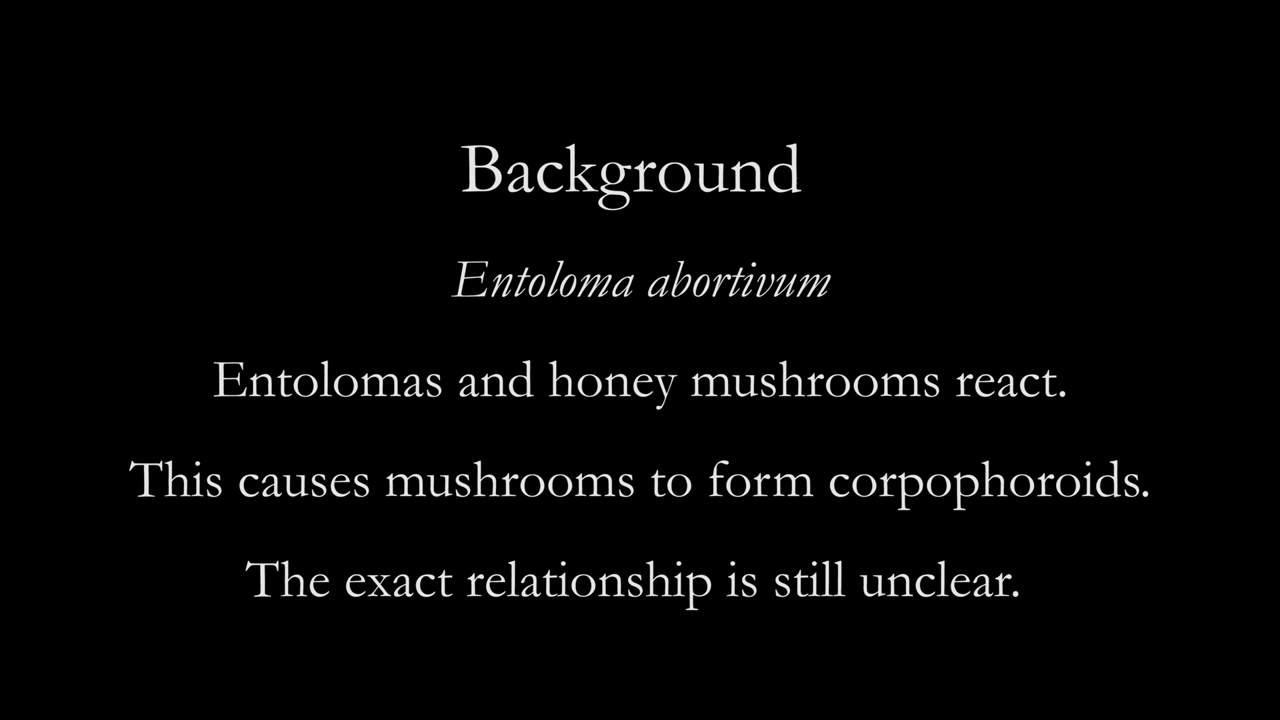 Background
Entoloma abortivum
Entolomas and honey mushrooms react.
This causes mushrooms to form corpophoroids.
The exact relationship is still unclear.